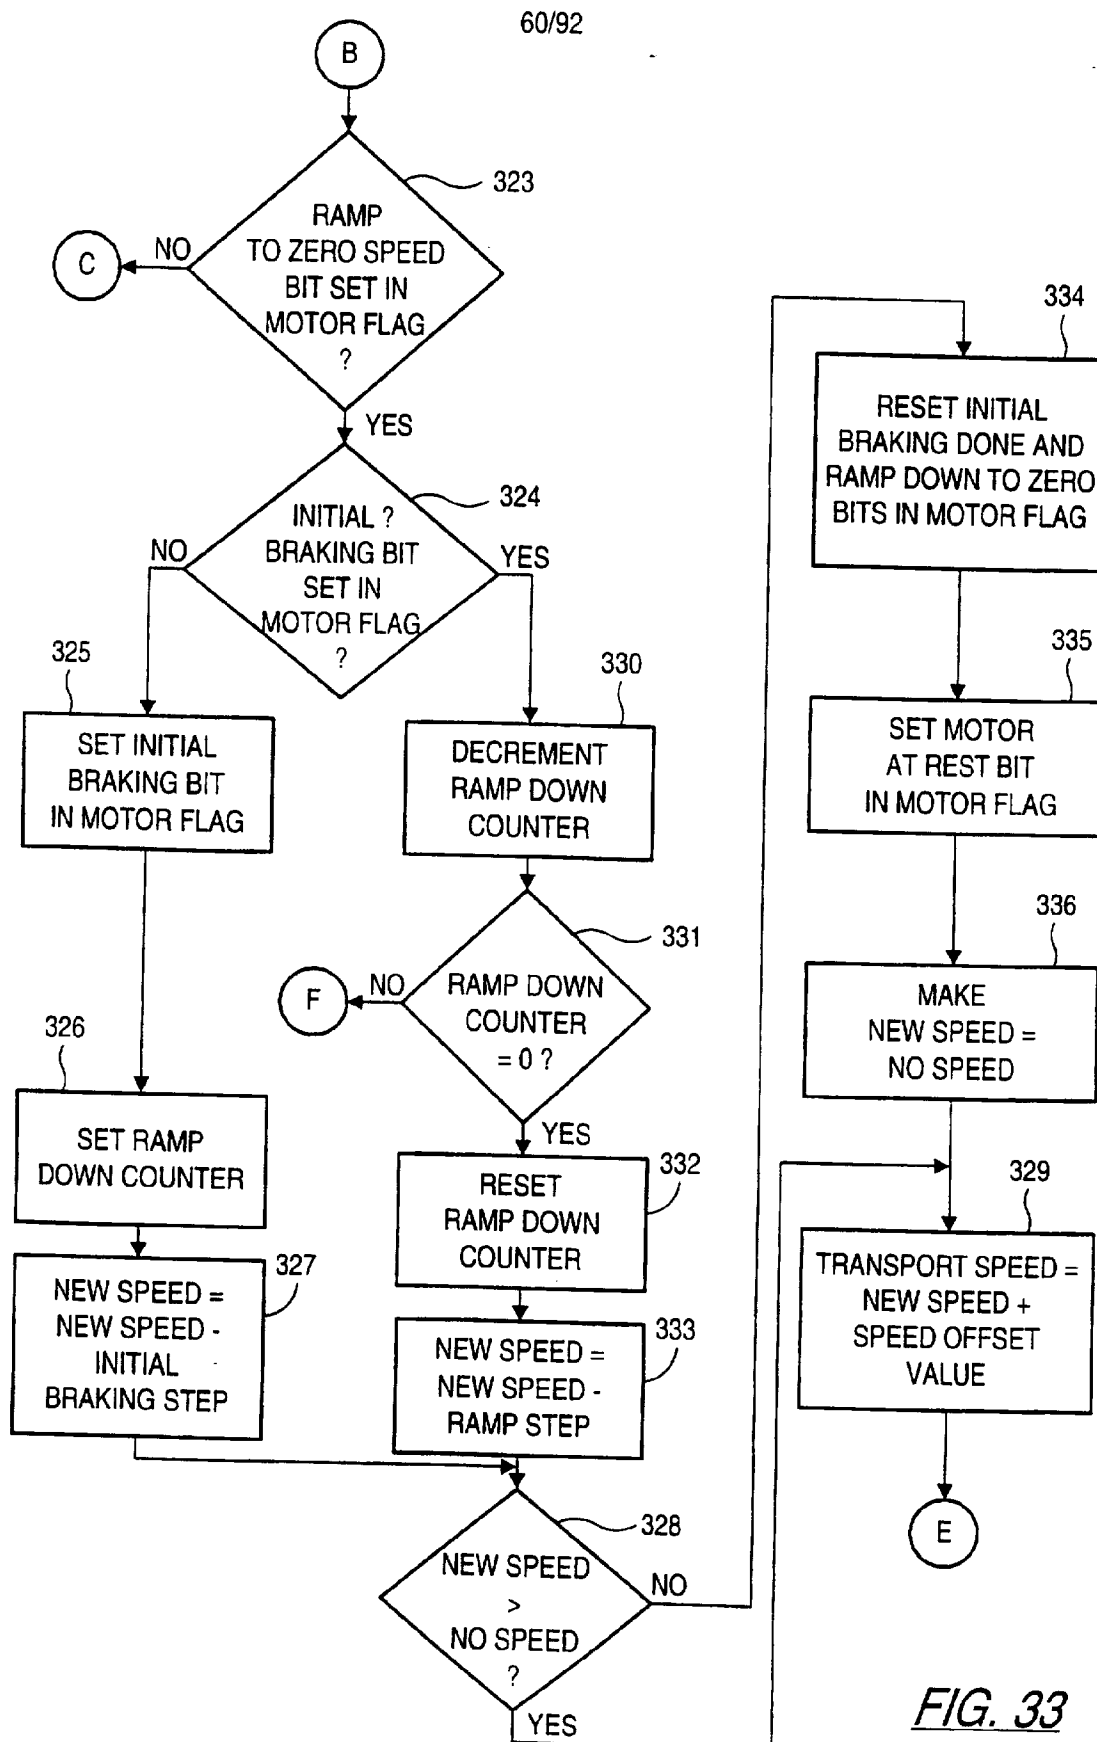 60/92
B
323
RAMP
TO ZERO SPEED
BIT SET IN
MOTOR FLAG
?
NO
C
YES
324
INITIAL ?
BRAKING BIT
SET IN
MOTOR FLAG
?
NO
YES
325
SET INITIAL
BRAKING BIT
IN MOTOR FLAG
326
SET RAMP
DOWN COUNTER
327
NEW SPEED =
NEW SPEED -
INITIAL
BRAKING STEP
330
DECREMENT
RAMP DOWN
COUNTER
331
RAMP DOWN
COUNTER
= 0 ?
NO
F
YES
332
RESET
RAMP DOWN
COUNTER
333
NEW SPEED =
NEW SPEED -
RAMP STEP
328
NEW SPEED
>
NO SPEED
?
NO
YES
334
RESET INITIAL
BRAKING DONE AND
RAMP DOWN TO ZERO
BITS IN MOTOR FLAG
335
SET MOTOR
AT REST BIT
IN MOTOR FLAG
336
MAKE
NEW SPEED =
NO SPEED
329
TRANSPORT SPEED =
NEW SPEED +
SPEED OFFSET
VALUE
E
FIG. 33